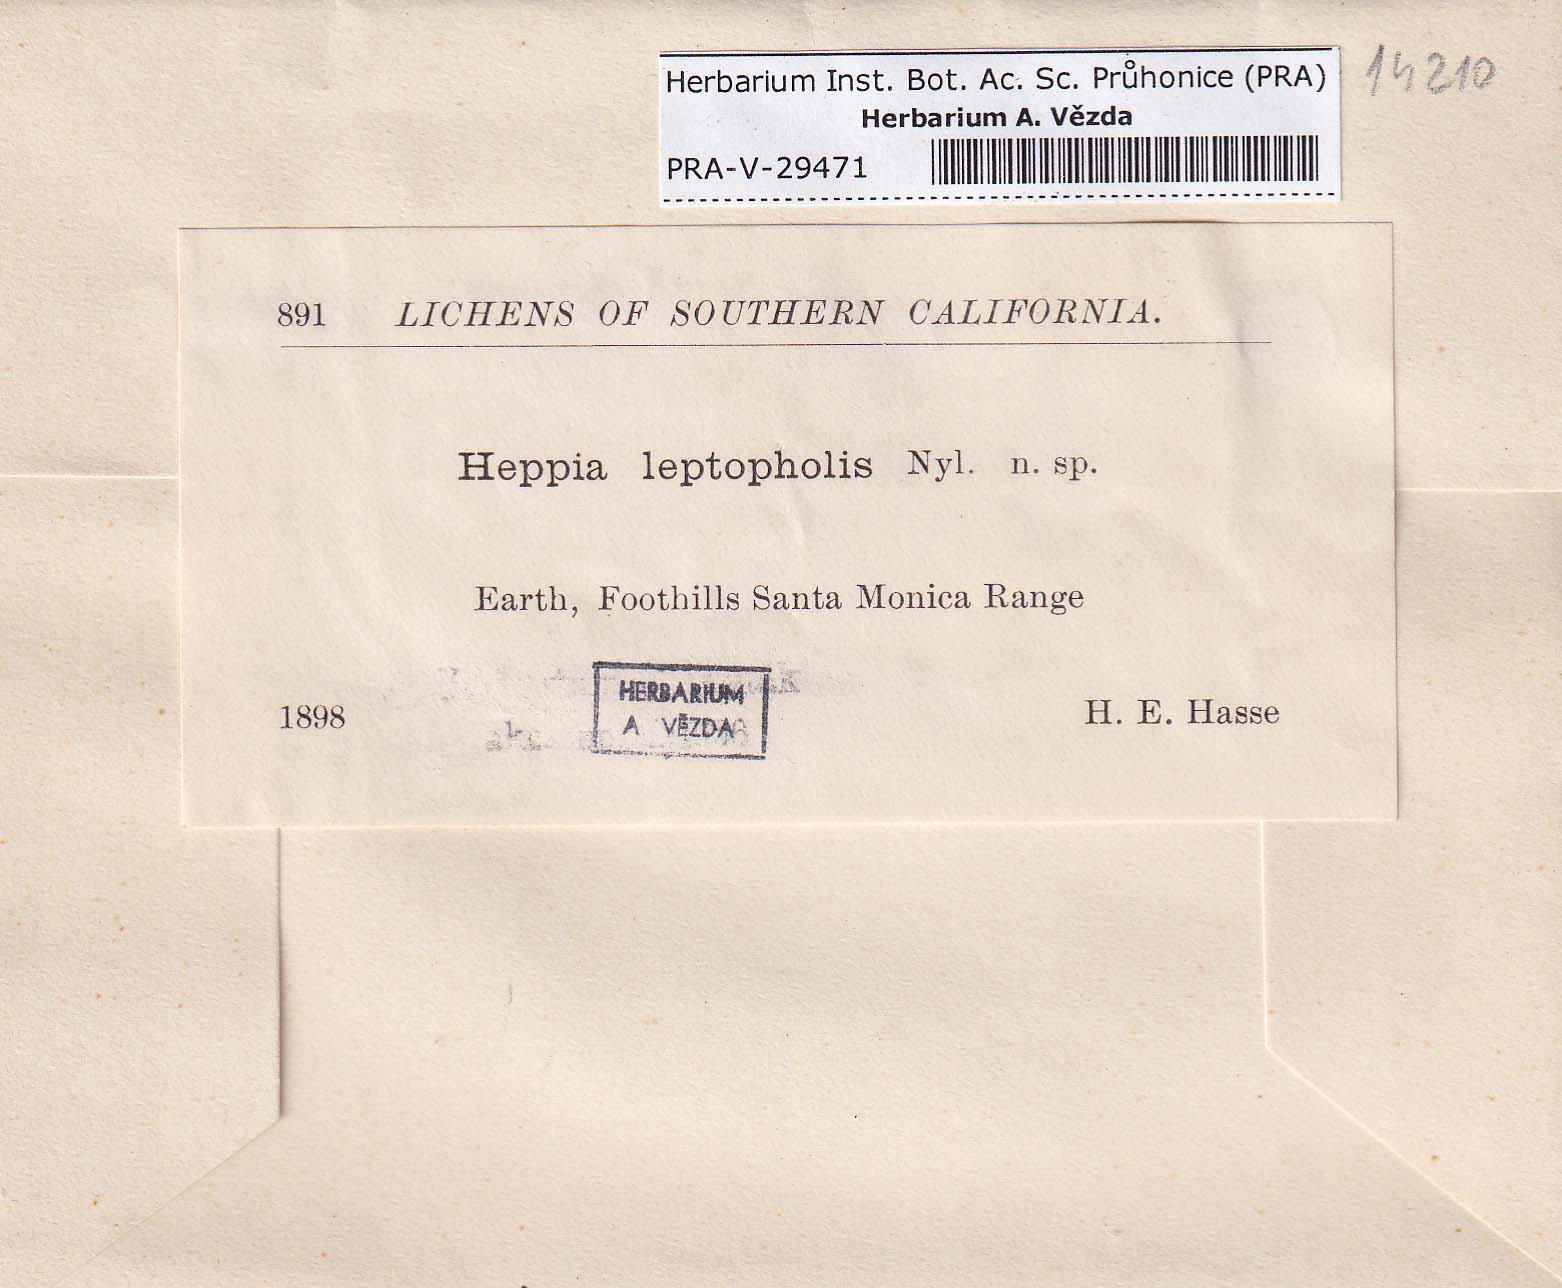 Herbarium Inst. Bot. Ac. Sc. Průhonice (PRA)
14210
Herbarium A. Vězda
PRA-V-29471
891 LICHENS OF SOUTHERN CALIFORNIA.
Heppia leptopholis Nyl. n. sp.
Earth, Foothills Santa Monica Range
HERBARIUM
A VĚZDA
1898 H. E. Hasse